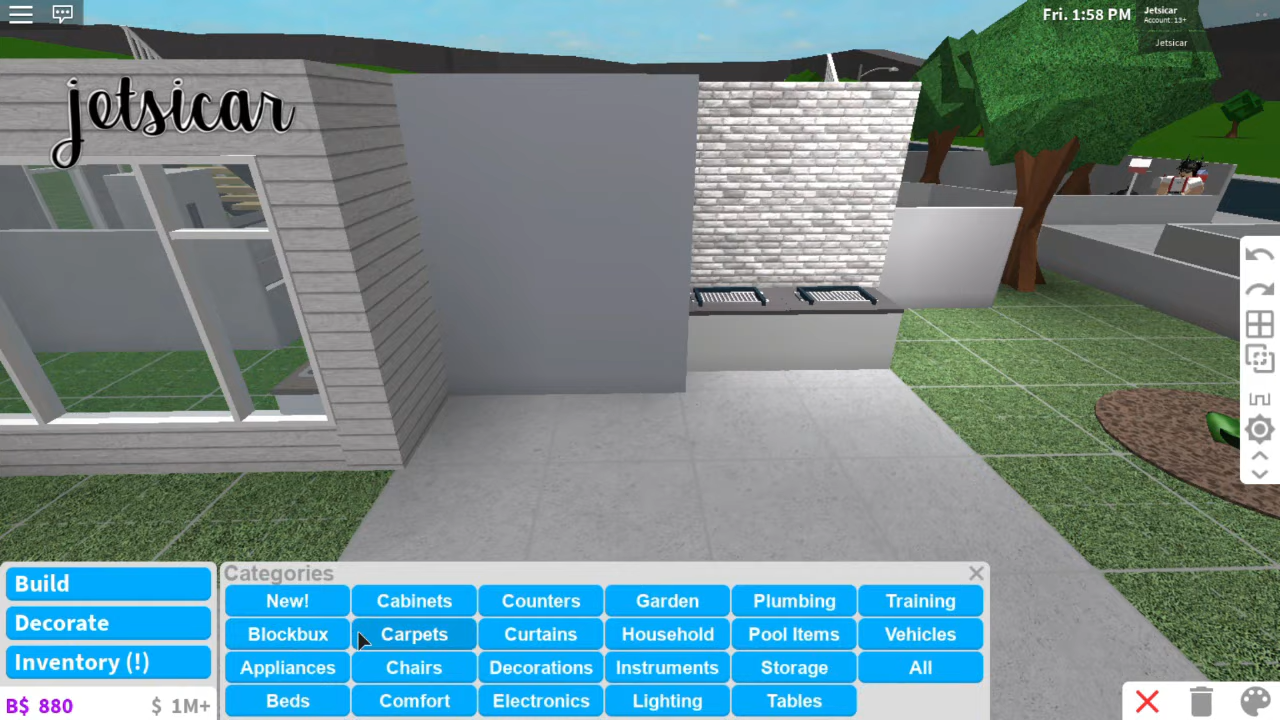 Fri. 1:58 PM
Jetsicar
Account: 13+
Jetsicar
jetsicar
Build
Decorate
Inventory (!)
B$ 880
$ 1M+
Categories
New!
Cabinets
Counters
Garden
Plumbing
Training
Blockbux
Carpets
Curtains
Household
Pool Items
Vehicles
Appliances
Chairs
Decorations
Instruments
Storage
All
Beds
Comfort
Electronics
Lighting
Tables